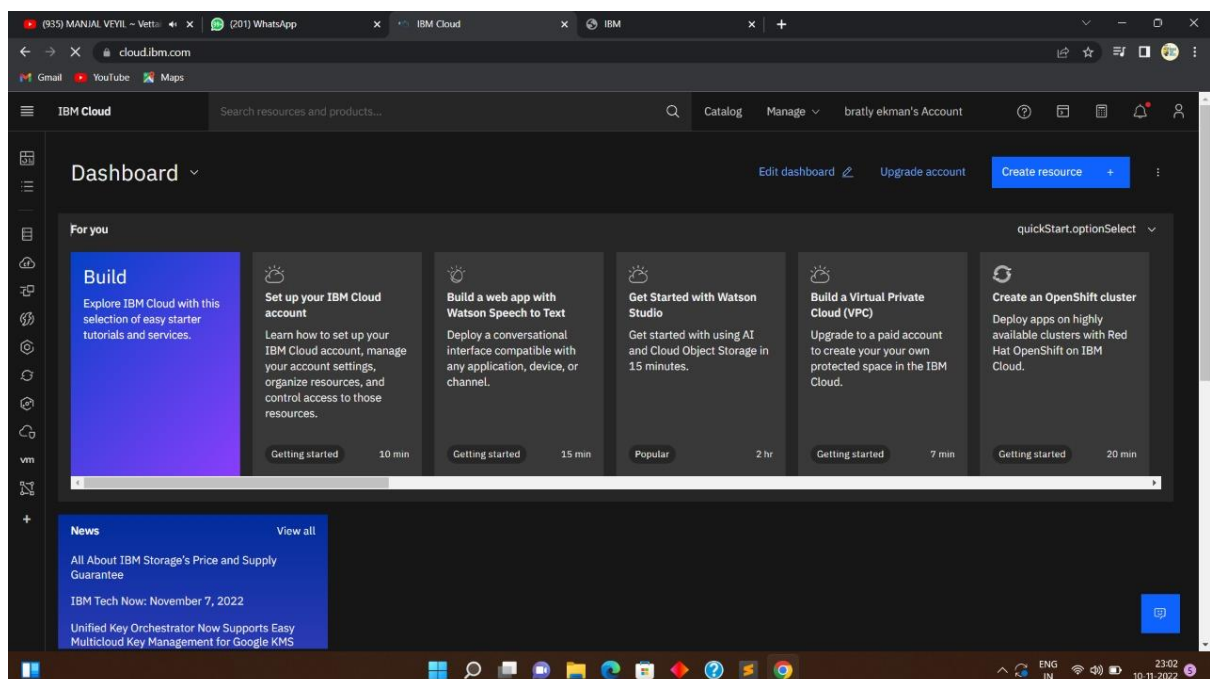 (935) MANJAL VEYIL ~ Vettai
(201) WhatsApp
IBM Cloud
IBM
cloud.ibm.com
Gmail
YouTube
Maps
IBM Cloud
Search resources and products...
Catalog
Manage
bratly ekman's Account
Dashboard
Edit dashboard
Upgrade account
Create resource +
For you
quickStart.optionSelect
Build
Explore IBM Cloud with this
selection of easy starter
tutorials and services.
Set up your IBM Cloud
account
Learn how to set up your
IBM Cloud account, manage
your account settings,
organize resources, and
control access to those
resources.
Getting started
10 min
Build a web app with
Watson Speech to Text
Deploy a conversational
interface compatible with
any application, device, or
channel.
Getting started
15 min
Get Started with Watson
Studio
Get started with using AI
and Cloud Object Storage in
15 minutes.
Popular
2 hr
Build a Virtual Private
Cloud (VPC)
Upgrade to a paid account
to create your your own
protected space in the IBM
Cloud.
Getting started
7 min
Create an OpenShift cluster
Deploy apps on highly
available clusters with Red
Hat OpenShift on IBM
Cloud.
Getting started
20 min
vm
News
View all
All About IBM Storage's Price and Supply
Guarantee
IBM Tech Now: November 7, 2022
Unified Key Orchestrator Now Supports Easy
Multicloud Key Management for Google KMS
ENG
IN
23:02
10-11-2022